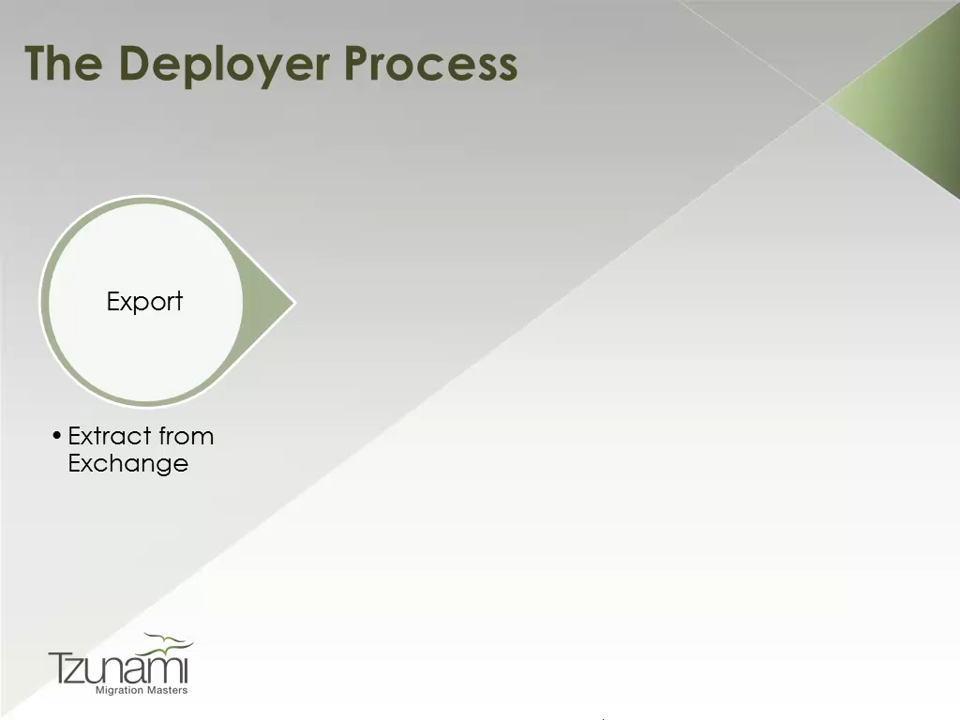 The Deployer Process
Export
• Extract from
Exchange
Tzunami
Migration Masters